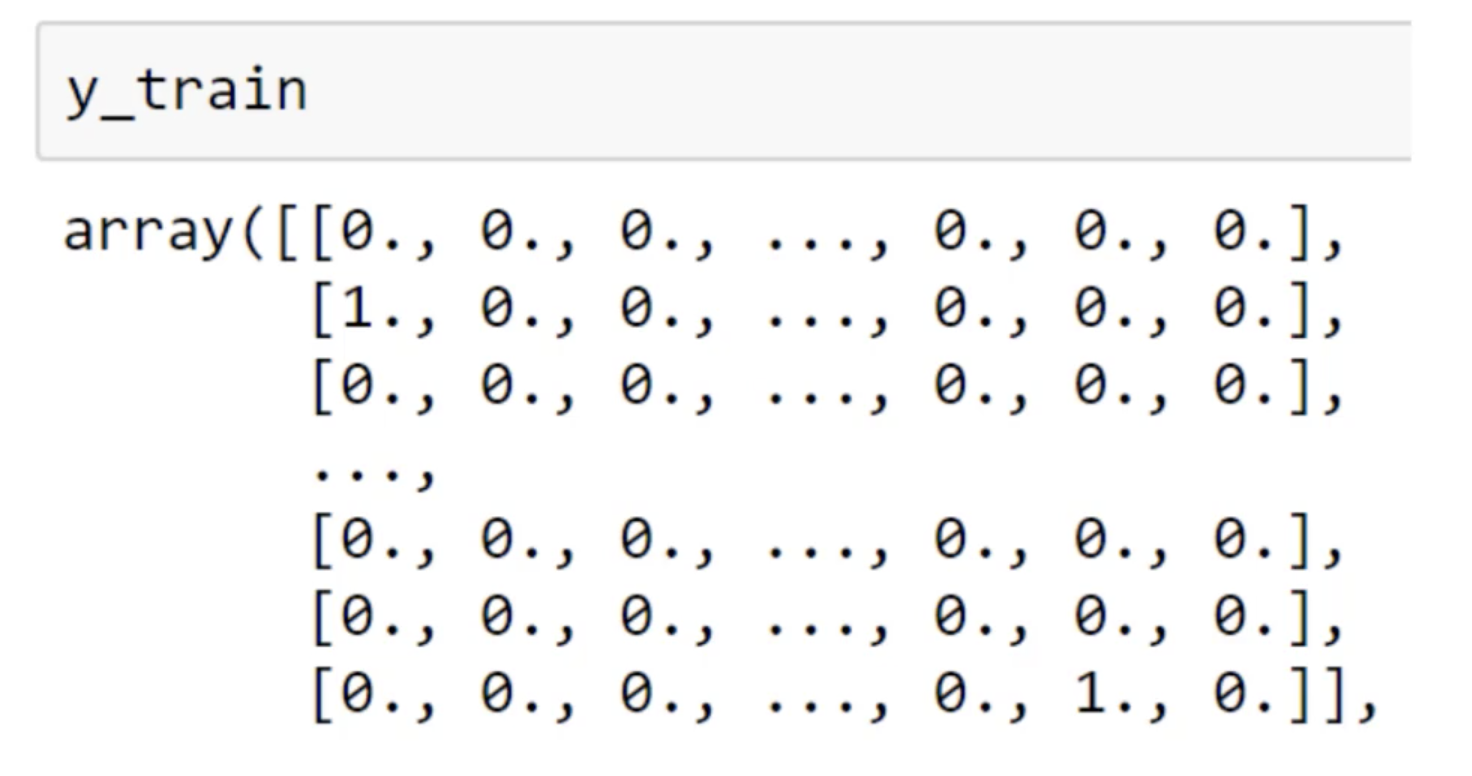 y_train
array([[0., 0., 0., ..., 0., 0., 0.],
[1., 0., 0., ..., 0., 0., 0.],
[0., 0., 0., ..., 0., 0., 0.],
...,
[0., 0., 0., ..., 0., 0., 0.],
[0., 0., 0., ..., 0., 0., 0.],
[0., 0., 0., ..., 0., 1., 0.]],